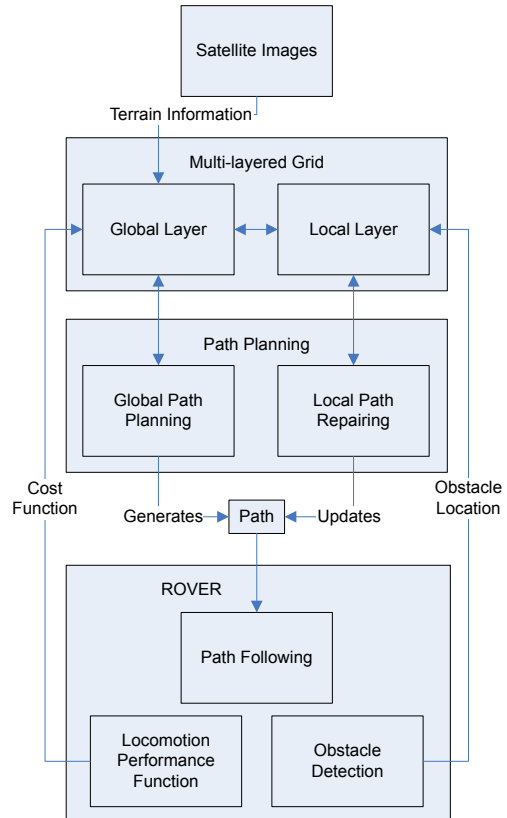 Satellite Images
Terrain Information
Multi-layered Grid
Global Layer
Local Layer
Path Planning
Global Path
Planning
Local Path
Repairing
Cost
Function
Generates
Path
Updates
Obstacle
Location
ROVER
Path Following
Locomotion
Performance
Function
Obstacle
Detection